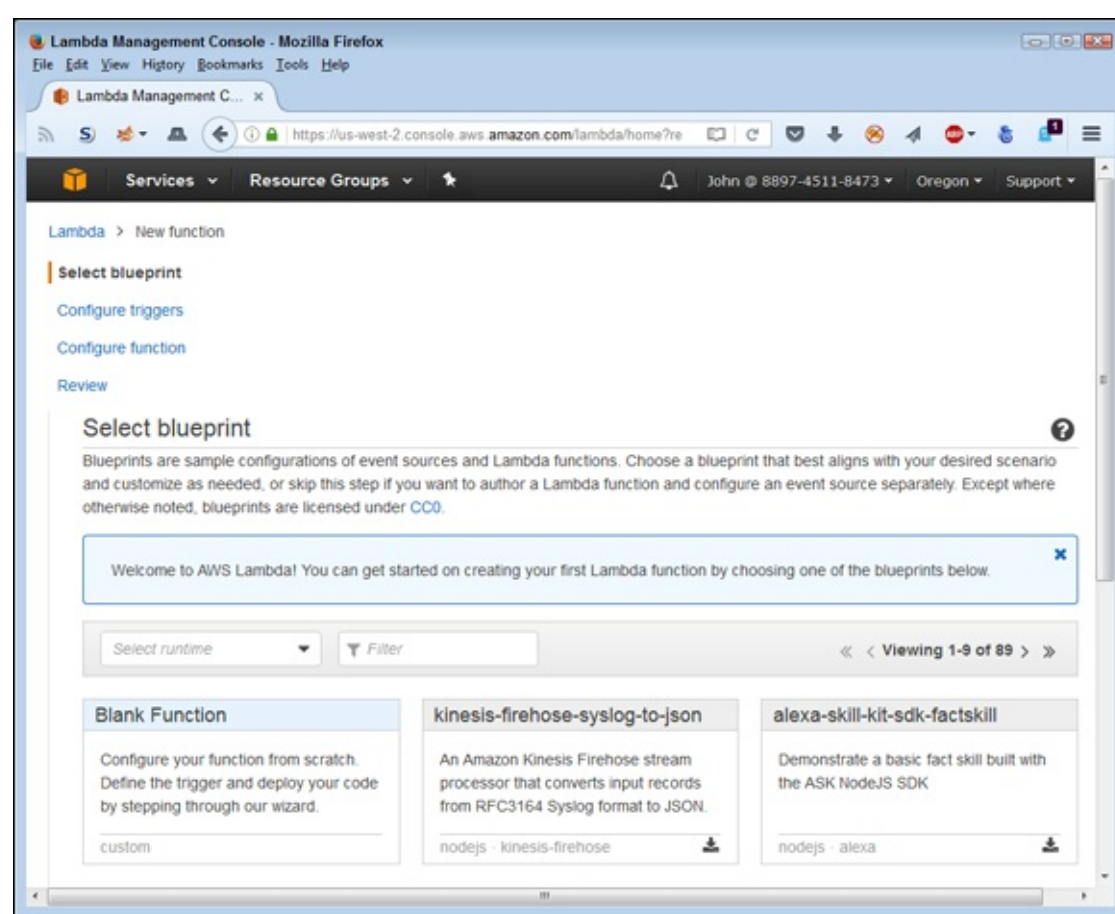 Lambda Management Console - Mozilla Firefox
File Edit View History Bookmarks Tools Help
Lambda Management C... ×
https://us-west-2.console.aws.amazon.com/lambda/home?re
1
Services Resource Groups John @ 8897-4511-8473 Oregon Support
Lambda > New function
Select blueprint
Configure triggers
Configure function
Review
Select blueprint
Blueprints are sample configurations of event sources and Lambda functions. Choose a blueprint that best aligns with your desired scenario
and customize as needed, or skip this step if you want to author a Lambda function and configure an event source separately. Except where
otherwise noted, blueprints are licensed under CC0.
Welcome to AWS Lambda! You can get started on creating your first Lambda function by choosing one of the blueprints below.
Select runtime Filter « < Viewing 1-9 of 89 > »
Blank Function kinesis-firehose-syslog-to-json alexa-skill-kit-sdk-factskill
Configure your function from scratch.
Define the trigger and deploy your code
by stepping through our wizard.
custom
An Amazon Kinesis Firehose stream
processor that converts input records
from RFC3164 Syslog format to JSON.
nodejs · kinesis-firehose
Demonstrate a basic fact skill built with
the ASK NodeJS SDK
nodejs · alexa